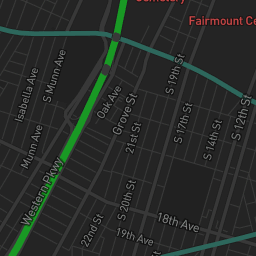 Cemetery
Fairmount Ce
Isabella Ave
S Munn Ave
Oak Ave
Grove St
S 19th St
S 17th St
S 14th St
S 12th St
21st St
Munn Ave
Western Pkwy
S 20th St
22nd St
18th Ave
19th Ave